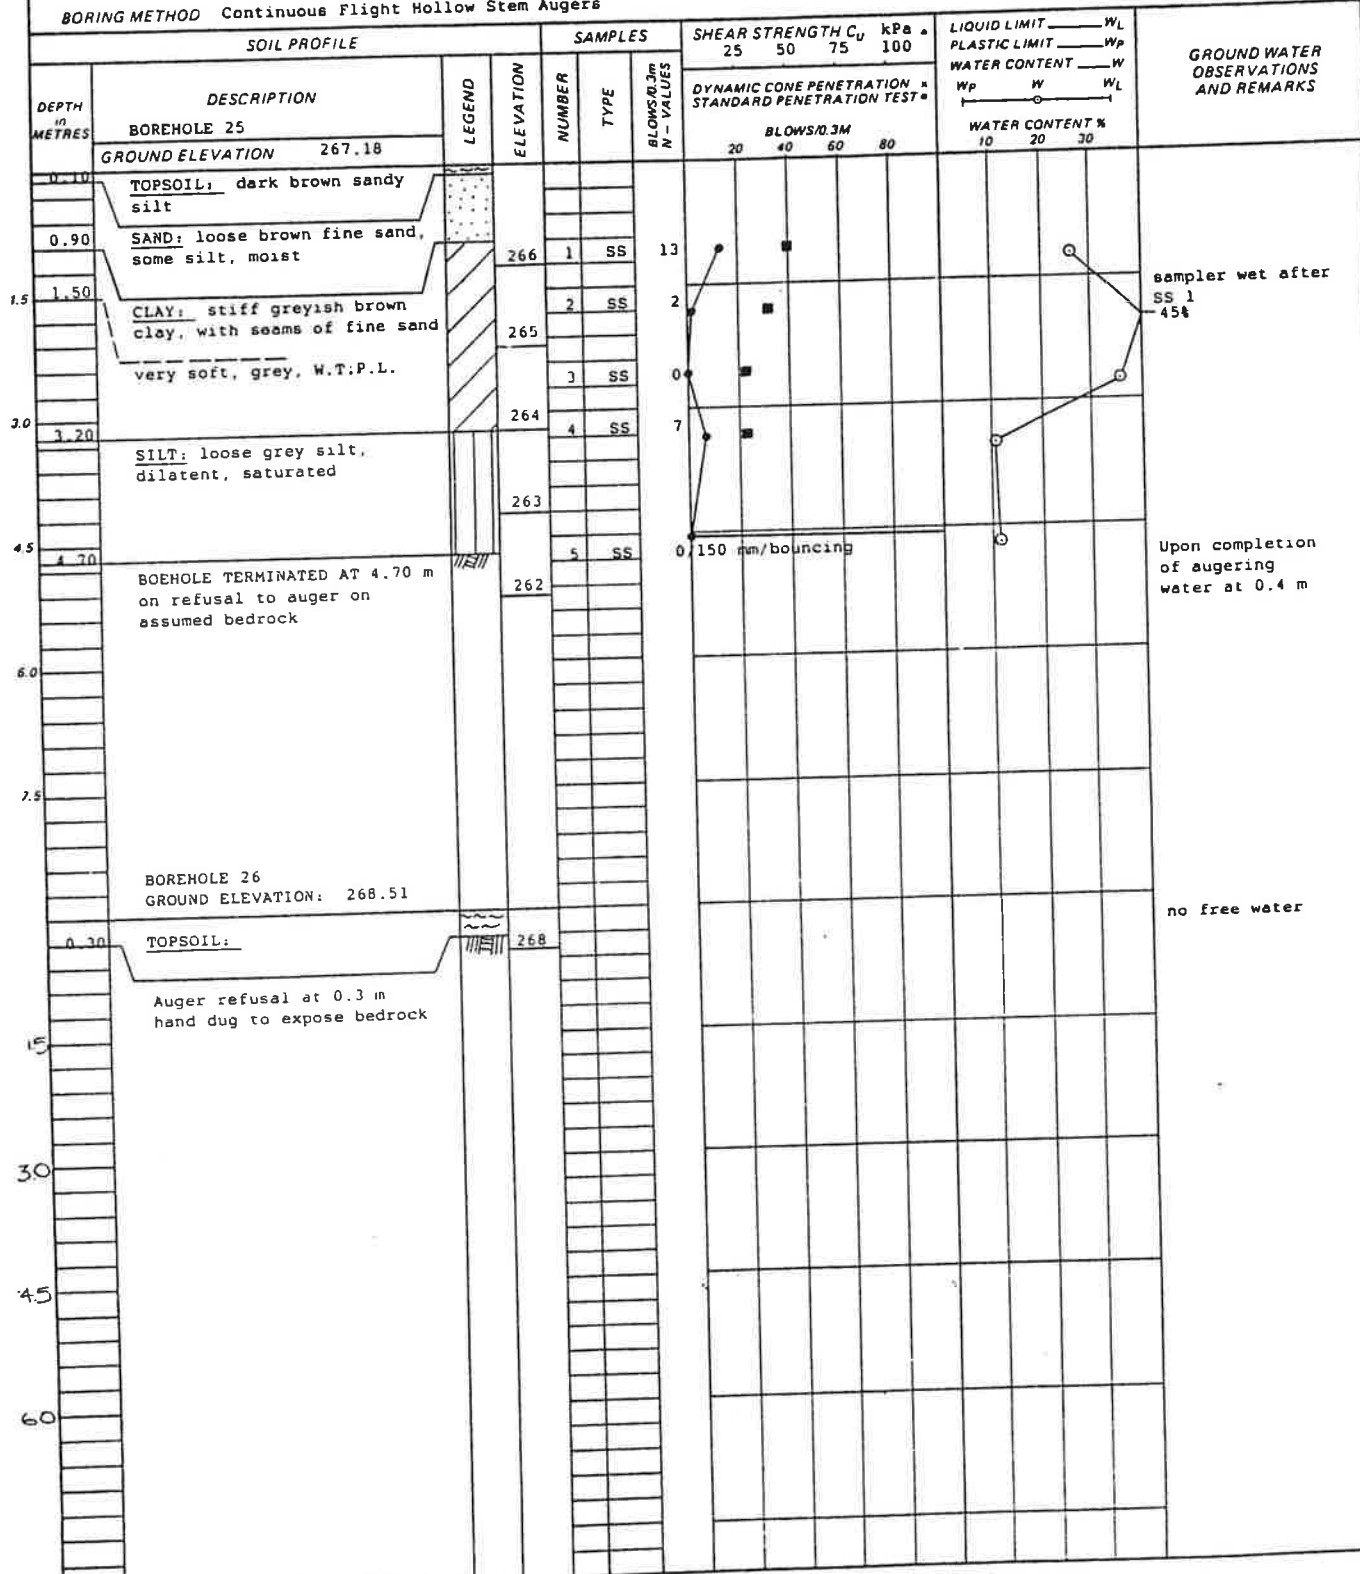 BORING METHOD Continuous Flight Hollow Stem Augers
SOIL PROFILE
SAMPLES
SHEAR STRENGTH Cu kPa
25 50 75 100
LIQUID LIMIT WL
PLASTIC LIMIT WP
WATER CONTENT W
WP W WL
GROUND WATER
OBSERVATIONS
AND REMARKS
DEPTH
in
METRES
DESCRIPTION
LEGEND
ELEVATION
NUMBER
TYPE
BLOWS/0.3m
N - VALUES
DYNAMIC CONE PENETRATION ×
STANDARD PENETRATION TEST •
BLOWS/0.3M
20 40 60 80
WATER CONTENT %
10 20 30
BOREHOLE 25
GROUND ELEVATION 267.18
0.10
TOPSOIL: dark brown sandy
silt
0.90
SAND: loose brown fine sand,
some silt, moist
266 1 SS 13
sampler wet after
SS 1
45%
1.5
1.50
CLAY: stiff greyish brown
clay, with seams of fine sand
2 SS 2
265
very soft, grey, W.T.P.L.
3 SS 0
264
3.0
3.20
4 SS 7
SILT: loose grey silt,
dilatent, saturated
263
4.5
4.70
5 SS 0/150 mm/bouncing
BOEHOLE TERMINATED AT 4.70 m
on refusal to auger on
assumed bedrock
262
Upon completion
of augering
water at 0.4 m
6.0
7.5
BOREHOLE 26
GROUND ELEVATION: 268.51
no free water
0.30
TOPSOIL:
268
Auger refusal at 0.3 m
hand dug to expose bedrock
15
30
45
60